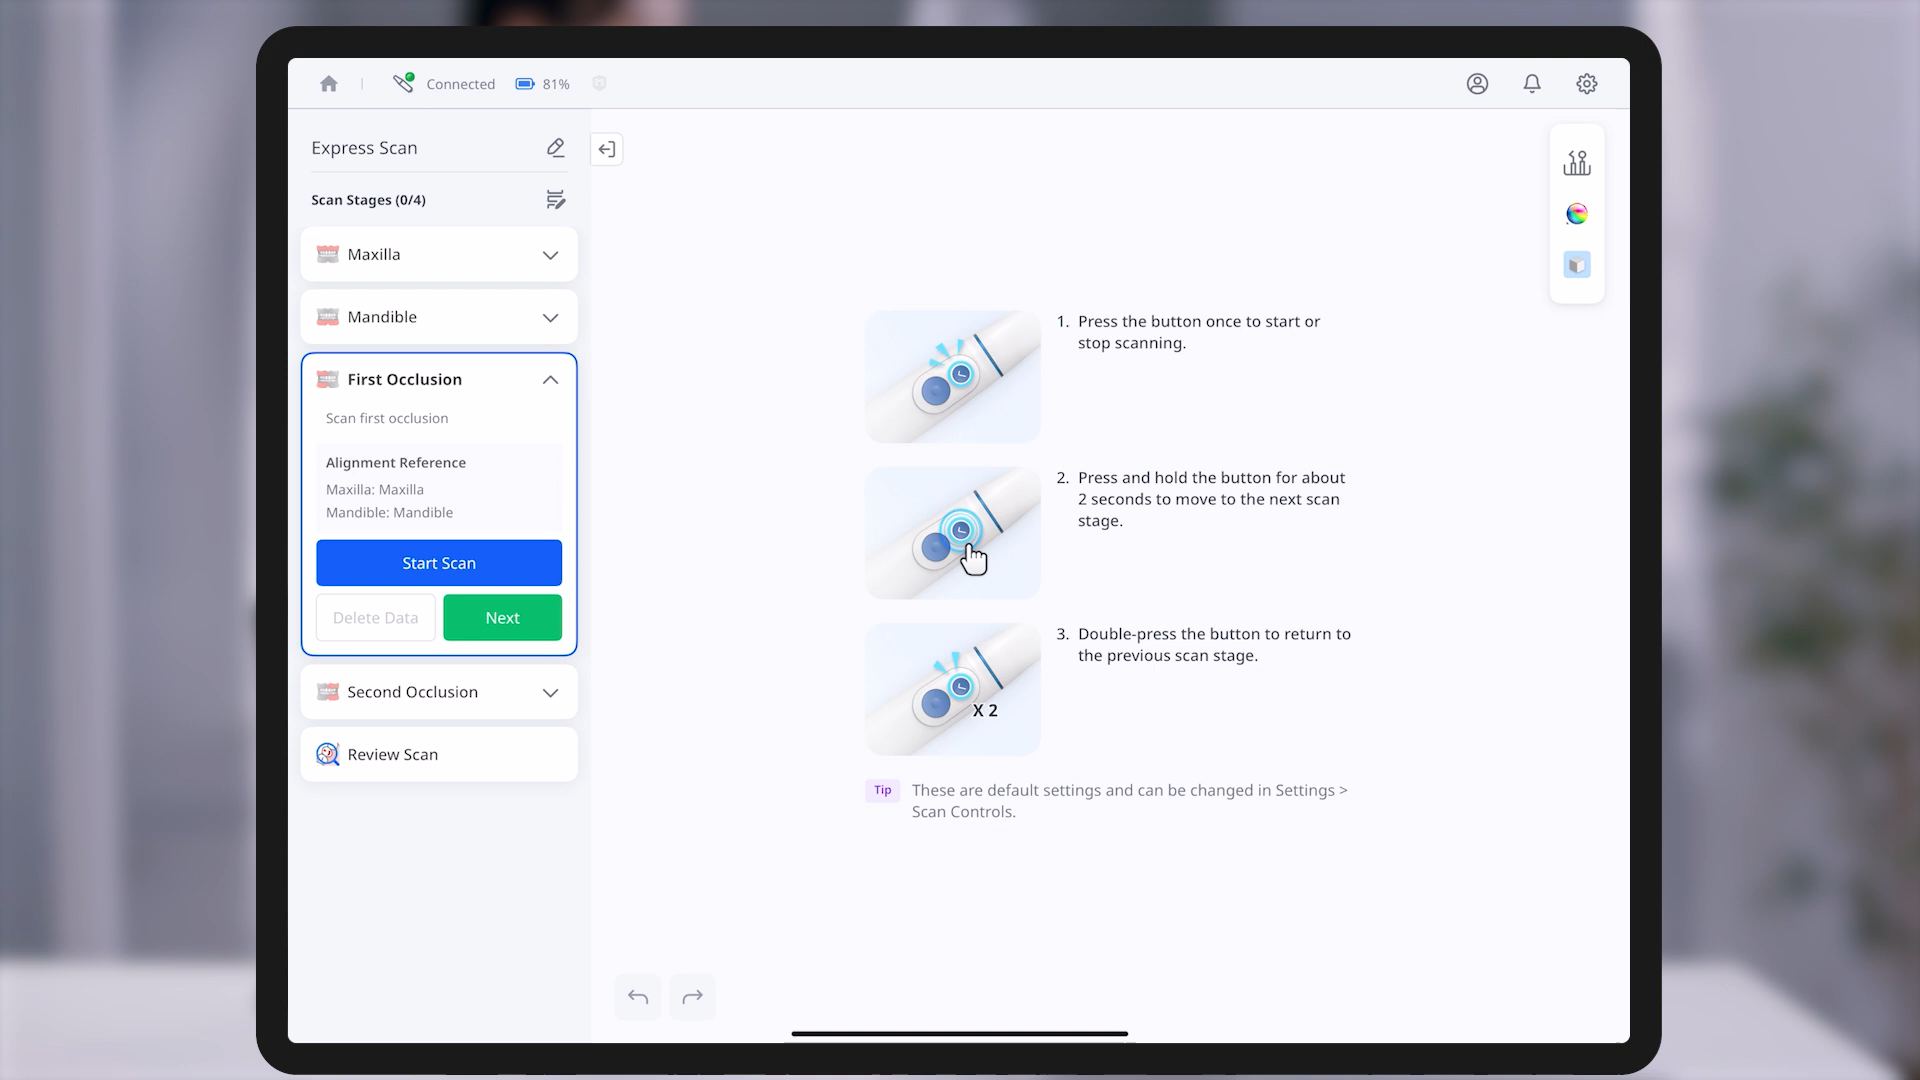 Connected
81%
Express Scan
Scan Stages (0/4)
Maxilla
Mandible
First Occlusion
Scan first occlusion
Alignment Reference
Maxilla: Maxilla
Mandible: Mandible
Start Scan
Delete Data
Next
Second Occlusion
Review Scan
1. Press the button once to start or
stop scanning.
2. Press and hold the button for about
2 seconds to move to the next scan
stage.
X 2
3. Double-press the button to return to
the previous scan stage.
Tip
These are default settings and can be changed in Settings >
Scan Controls.